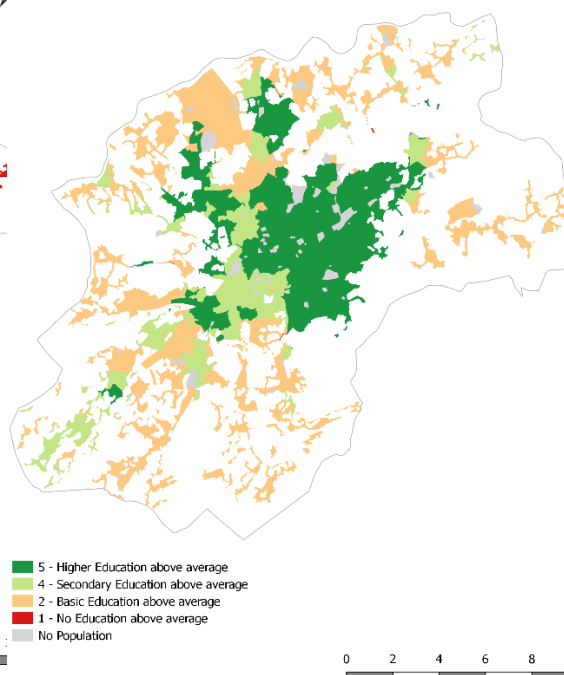 5 - Higher Education above average
4 - Secondary Education above average
2 - Basic Education above average
1 - No Education above average
No Population
0 2 4 6 8